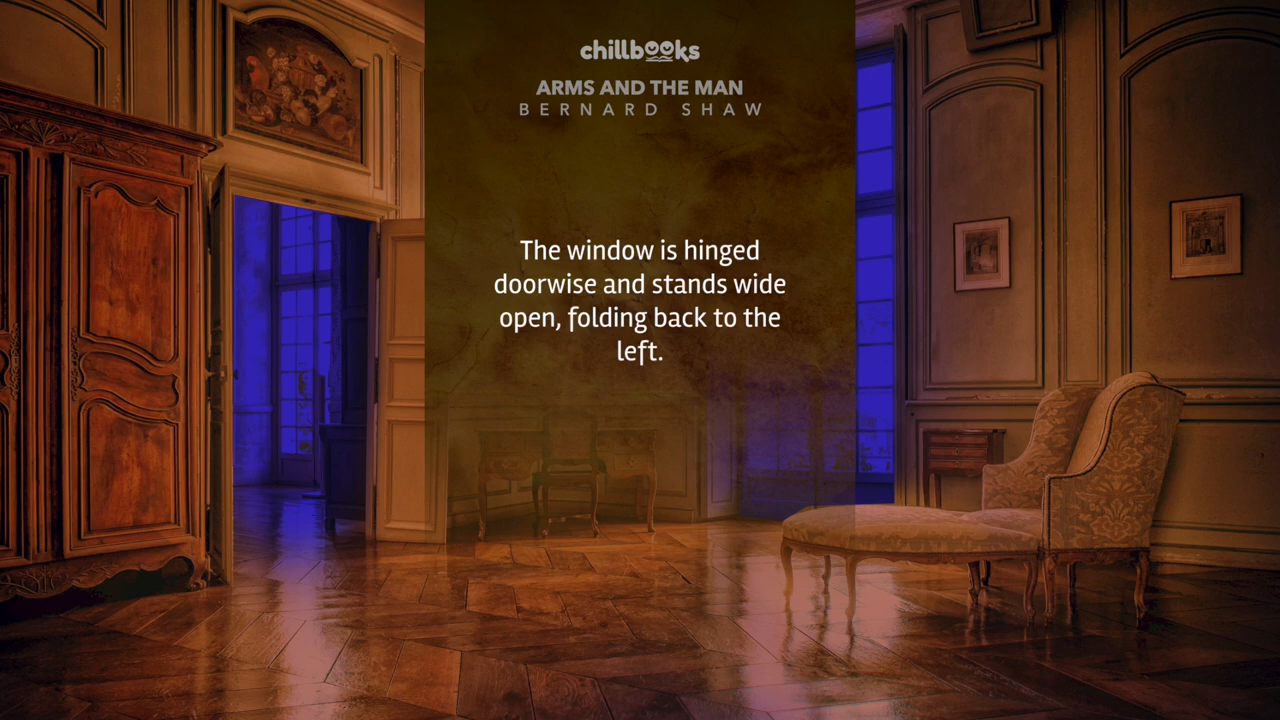 chillbooks
ARMS AND THE MAN
BERNARD SHAW
The window is hinged
doorwise and stands wide
open, folding back to the
left.